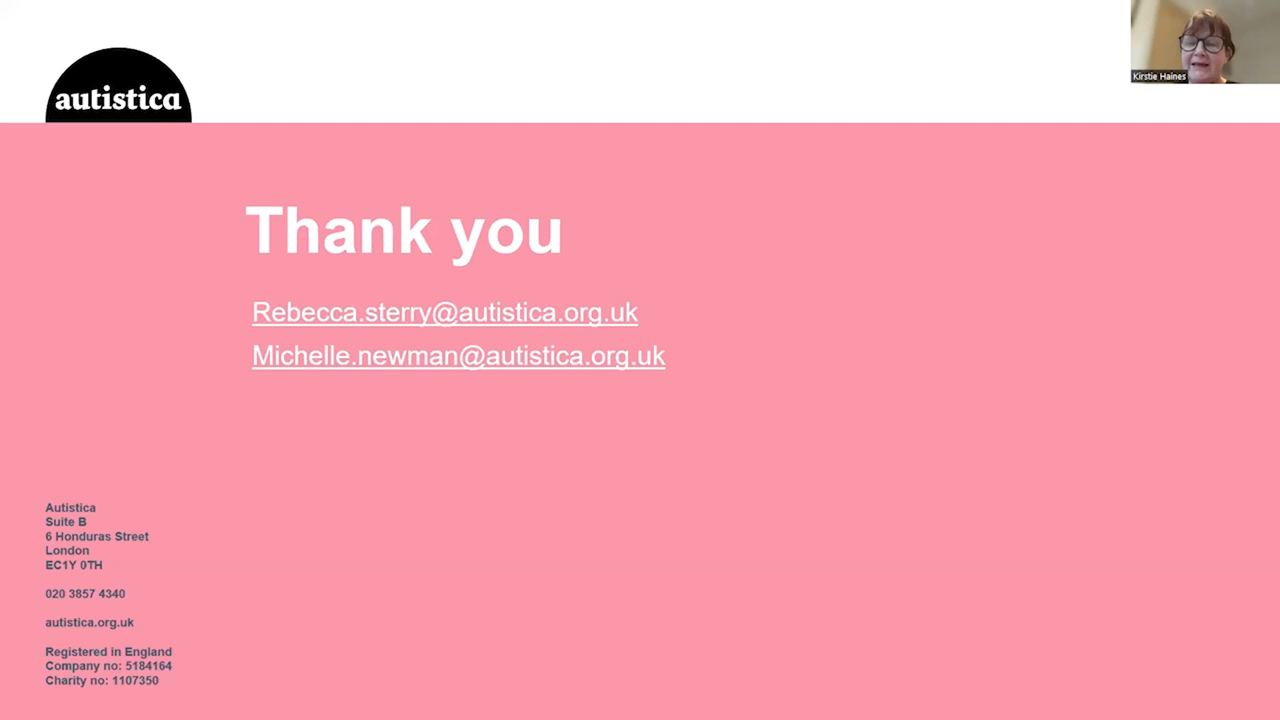 autistica
Kirstie Haines
Thank you
Rebecca.sterry@autistica.org.uk
Michelle.newman@autistica.org.uk
Autistica
Suite B
6 Honduras Street
London
EC1Y 0TH
020 3857 4340
autistica.org.uk
Registered in England
Company no: 5184164
Charity no: 1107350